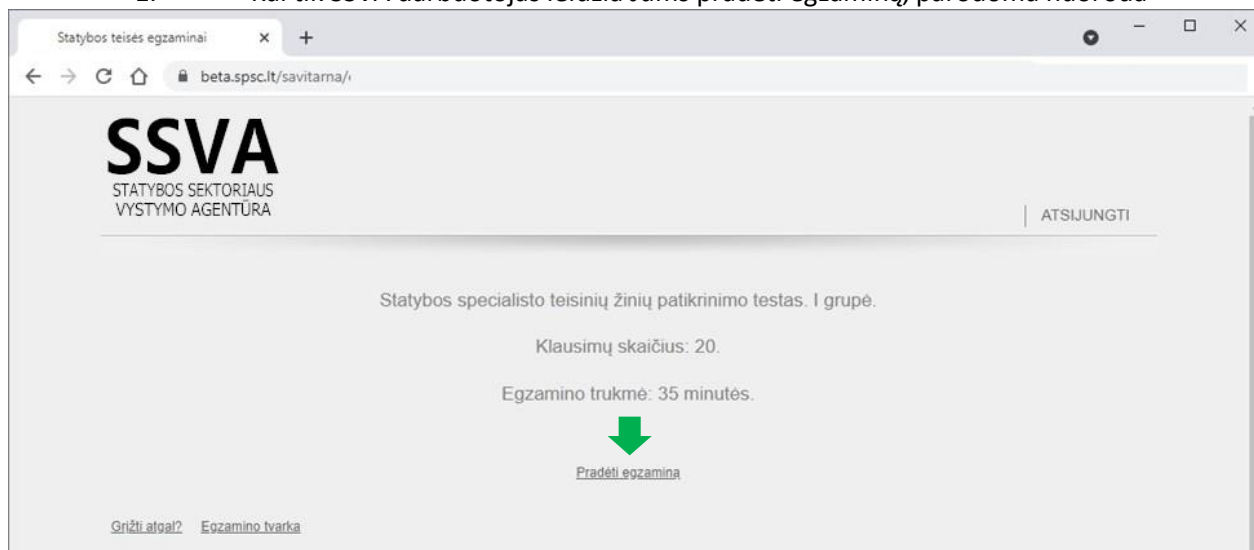 Statybos teisės egzaminai
beta.spsc.lt/savitarna/
SSVA
STATYBOS SEKTORIAUS
VYSTYMO AGENTŪRA
ATSIJUNGTI
Statybos specialisto teisinių žinių patikrinimo testas. I grupė.
Klausimų skaičius: 20.
Egzamino trukmė: 35 minutės.
Pradėti egzaminą
Grįžti atgal? Egzamino tvarka